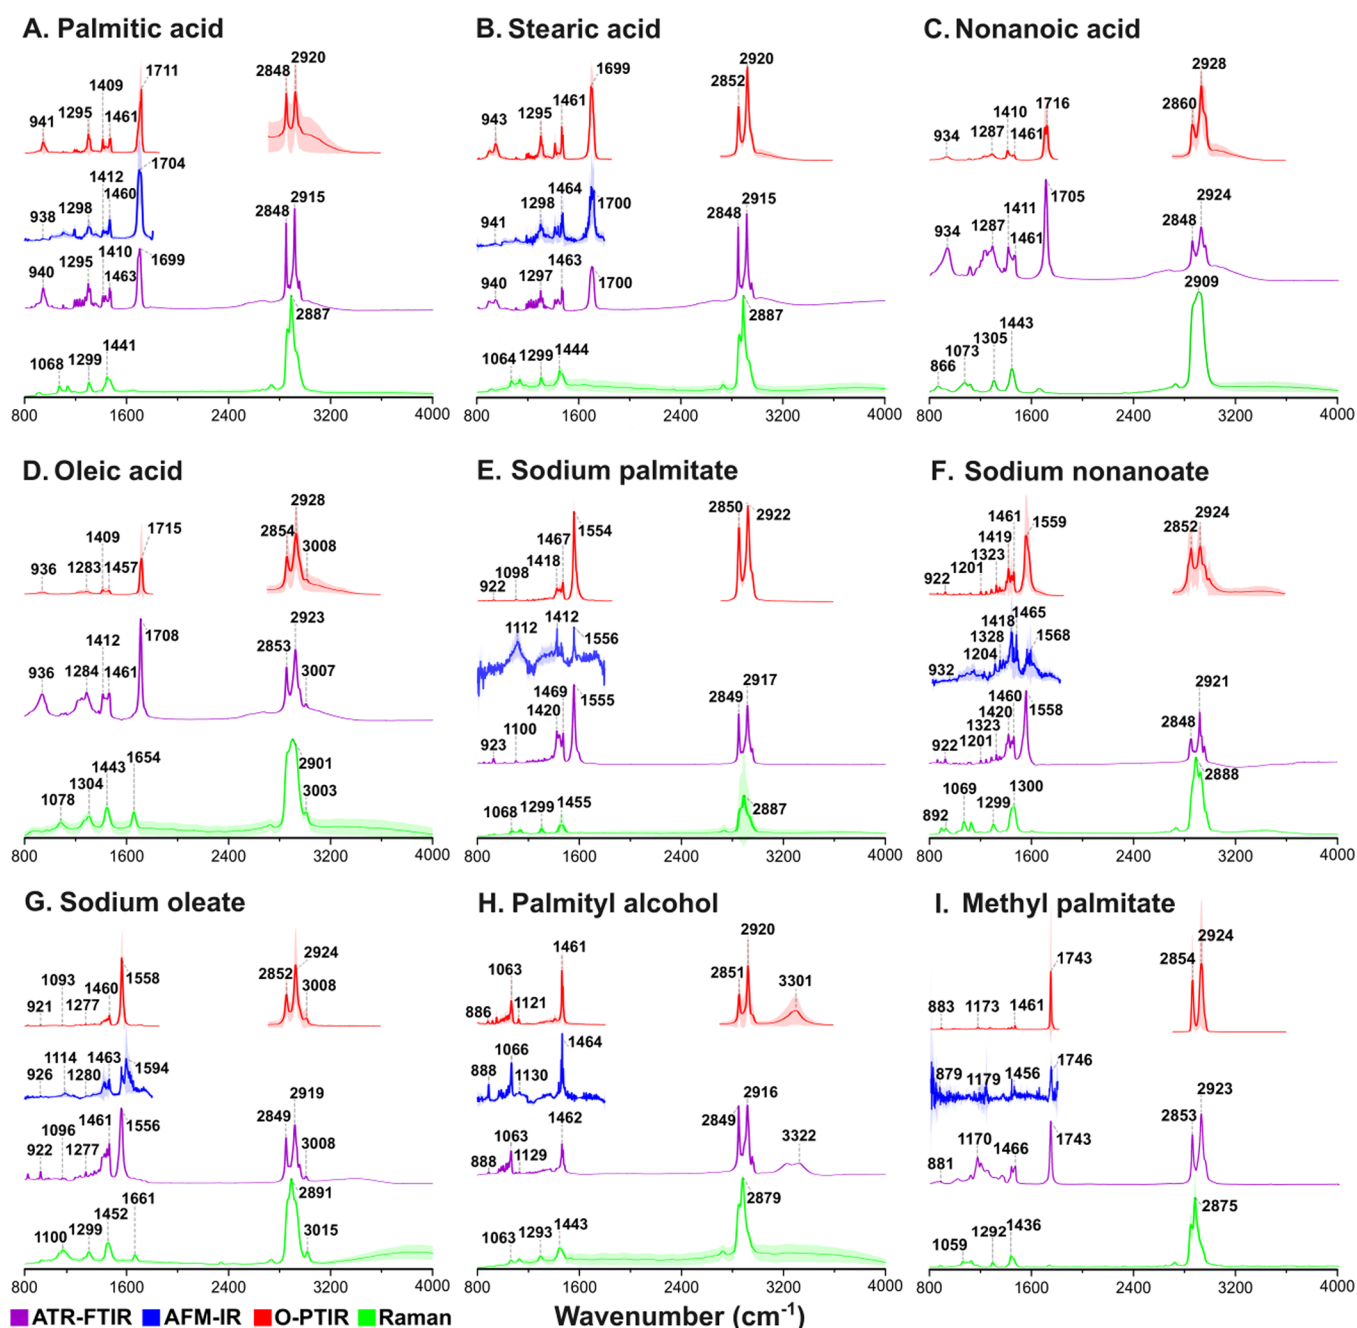 A. Palmitic acid
941 1295 1409 1461 1711 2848 2920
938 1298 1412 1460 1704
940 1295 1410 1463 1699 2848 2915
1068 1299 1441 2887
800 1600 2400 3200 4000
B. Stearic acid
943 1295 1461 1699 2852 2920
941 1298 1464 1700
940 1297 1463 1700 2848 2915
1064 1299 1444 2887
800 1600 2400 3200 4000
C. Nonanoic acid
934 1287 1410 1461 1716 2860 2928
934 1287 1411 1461 1705 2848 2924
866 1073 1305 1443 2909
800 1600 2400 3200 4000
D. Oleic acid
936 1283 1409 1457 1715 2854 2928 3008
936 1284 1412 1461 1708 2853 2923 3007
1078 1304 1443 1654 2901 3003
800 1600 2400 3200 4000
E. Sodium palmitate
922 1098 1418 1467 1554 2850 2922
1112 1412 1556
923 1100 1420 1469 1555 2849 2917
1068 1299 1455 2887
800 1600 2400 3200 4000
F. Sodium nonanoate
922 1201 1323 1419 1461 1559 2852 2924
932 1204 1328 1418 1465 1568
922 1201 1323 1420 1460 1558 2848 2921
892 1069 1299 1300 2888
800 1600 2400 3200 4000
G. Sodium oleate
921 1093 1277 1460 1558 2852 2924 3008
926 1114 1280 1463 1594
922 1096 1277 1461 1556 2849 2919 3008
1100 1299 1452 1661 2891 3015
800 1600 2400 3200 4000
H. Palmityl alcohol
886 1063 1121 1461 2851 2920 3301
888 1066 1130 1464
888 1063 1129 1462 2849 2916 3322
1063 1293 1443 2879
800 1600 2400 3200 4000
I. Methyl palmitate
883 1173 1461 1743 2854 2924
879 1179 1456 1746
881 1170 1466 1743 2853 2923
1059 1292 1436 2875
800 1600 2400 3200 4000
ATR-FTIR AFM-IR O-PTIR Raman
Wavenumber (cm⁻¹)